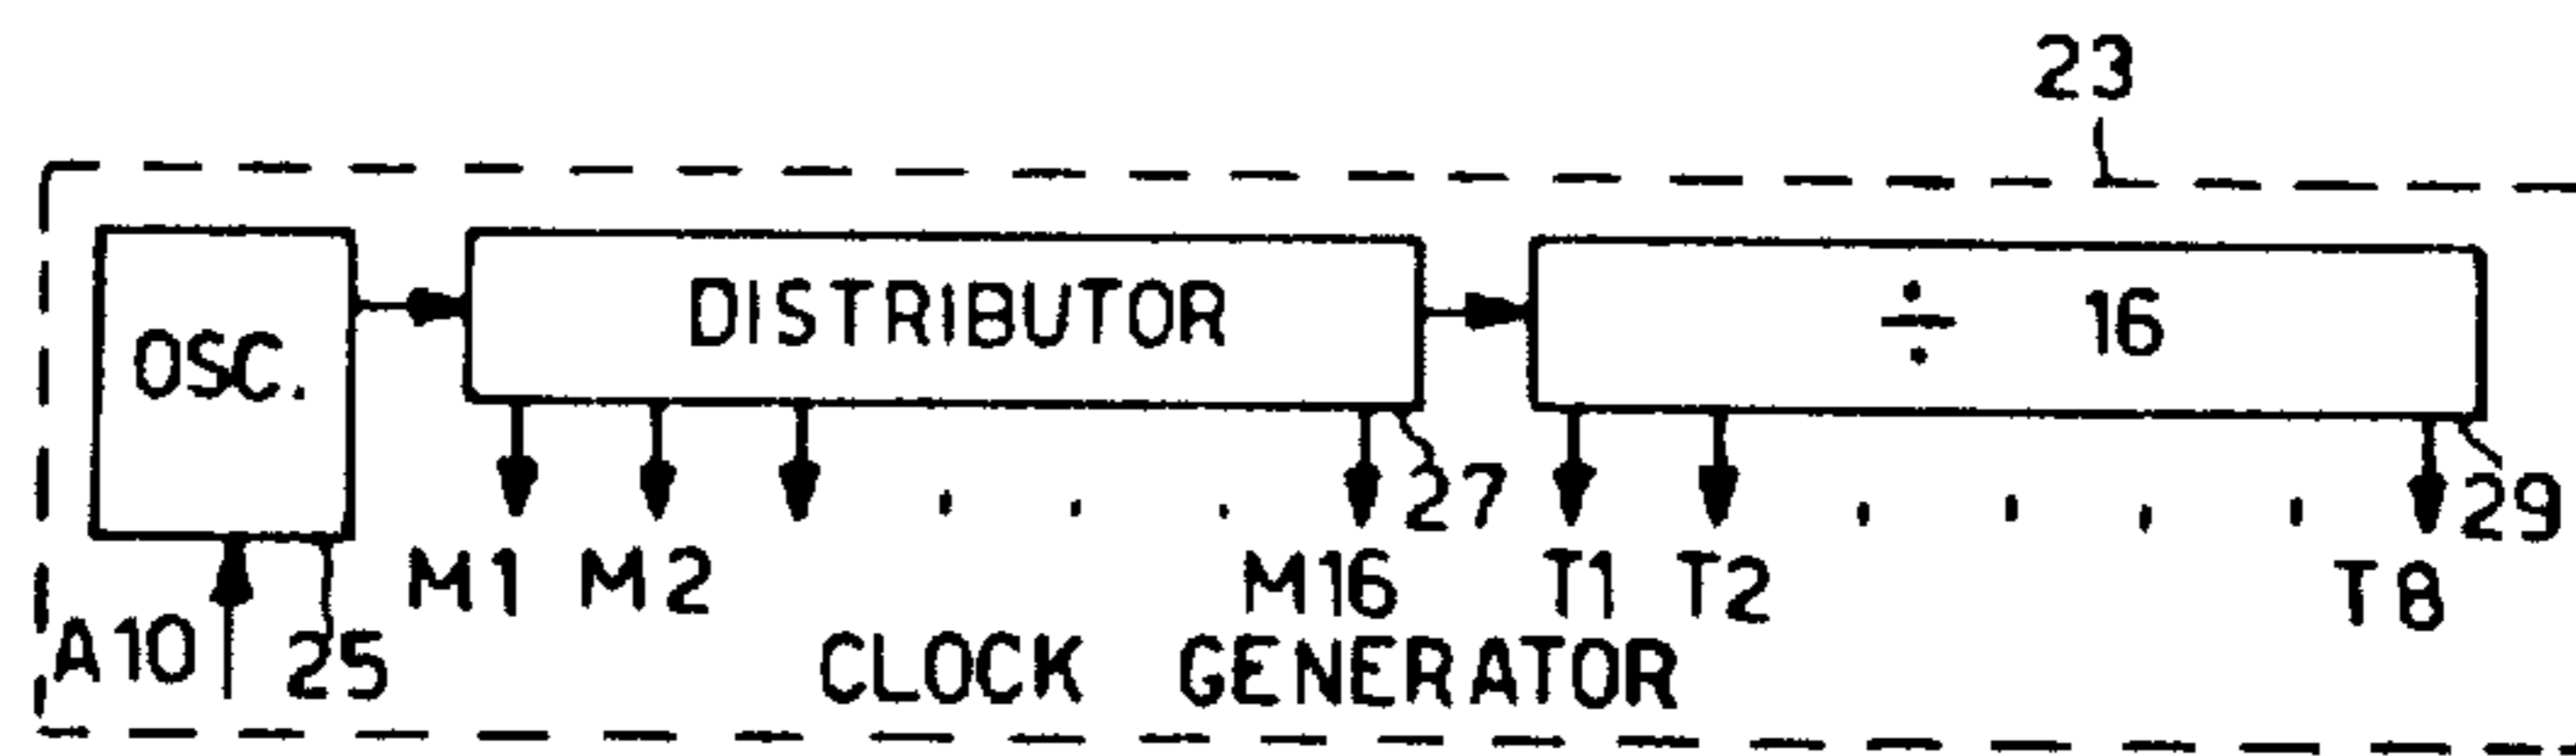 23
OSC.
DISTRIBUTOR
÷ 16
27
29
M1 M2 M16 T1 T2 T8
A10
25
CLOCK GENERATOR